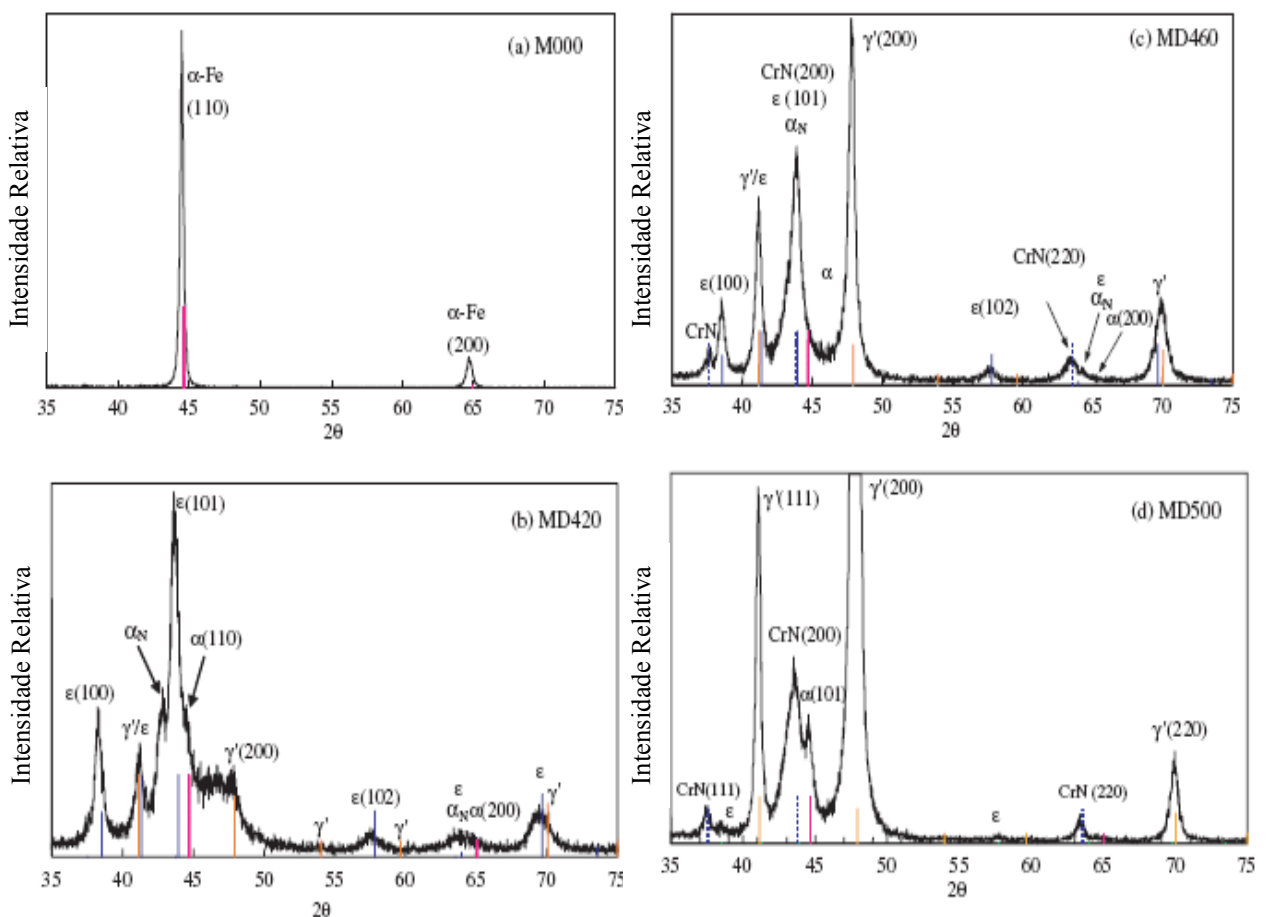 (a) M000
Intensidade Relativa
α-Fe
(110)
α-Fe
(200)
35 40 45 50 55 60 65 70 75
2θ
(c) MD460
Intensidade Relativa
γ'(200)
CrN(200)
ε (101)
αN
γ'/ε
α
ε(100)
CrN
ε(102)
CrN(220)
ε
αN
α(200)
γ'
35 40 45 50 55 60 65 70 75
2θ
(b) MD420
Intensidade Relativa
ε(101)
αN
α(110)
ε(100)
γ'/ε
γ'(200)
γ'
ε(102)
γ'
ε
αN α(200)
ε
γ'
35 40 45 50 55 60 65 70 75
2θ
(d) MD500
Intensidade Relativa
γ'(111)
γ'(200)
CrN(200)
α(101)
CrN(111)
ε
ε
CrN (220)
γ'(220)
35 40 45 50 55 60 65 70 75
2θ